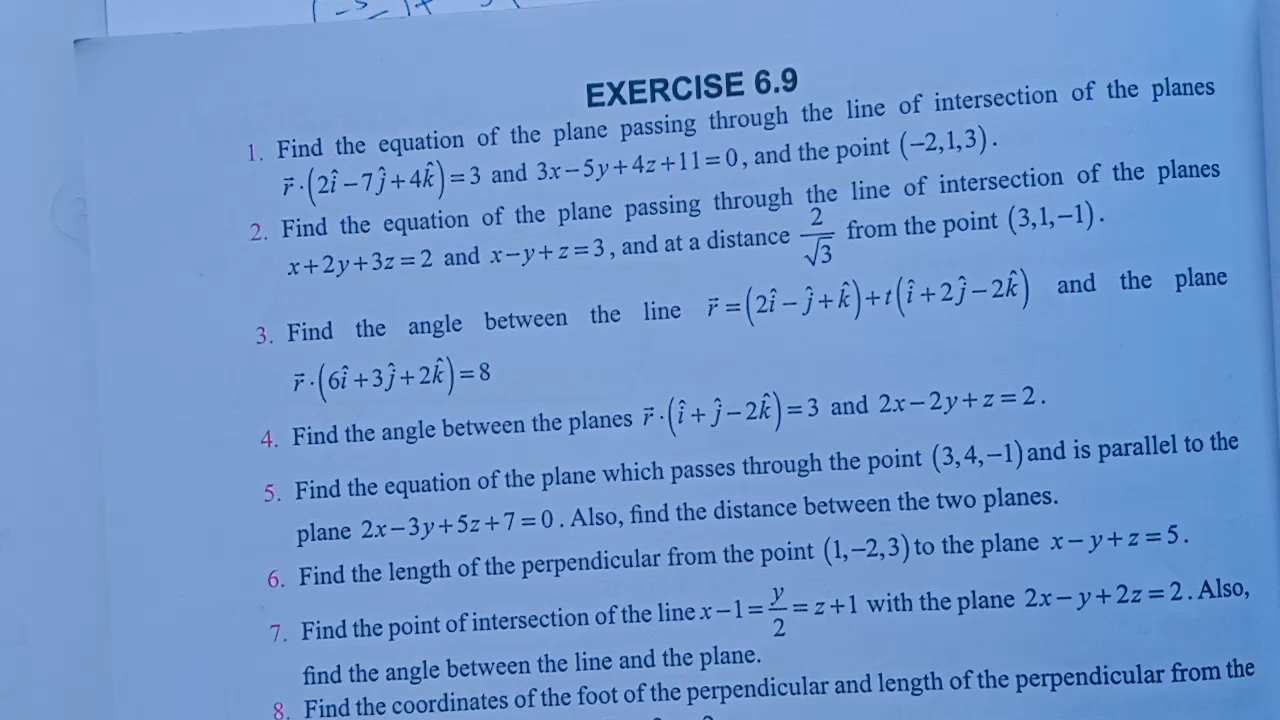 EXERCISE 6.9
1. Find the equation of the plane passing through the line of intersection of the planes
r⃗·(2î−7ĵ+4k̂)=3 and 3x−5y+4z+11=0, and the point (−2,1,3).
2. Find the equation of the plane passing through the line of intersection of the planes
x+2y+3z=2 and x−y+z=3, and at a distance 2/√3 from the point (3,1,−1).
3. Find the angle between the line r⃗=(2î−ĵ+k̂)+t(î+2ĵ−2k̂) and the plane
r⃗·(6î+3ĵ+2k̂)=8
4. Find the angle between the planes r⃗·(î+ĵ−2k̂)=3 and 2x−2y+z=2.
5. Find the equation of the plane which passes through the point (3,4,−1) and is parallel to the
plane 2x−3y+5z+7=0. Also, find the distance between the two planes.
6. Find the length of the perpendicular from the point (1,−2,3) to the plane x−y+z=5.
7. Find the point of intersection of the line x−1=y/2=z+1 with the plane 2x−y+2z=2. Also,
find the angle between the line and the plane.
8. Find the coordinates of the foot of the perpendicular and length of the perpendicular from the